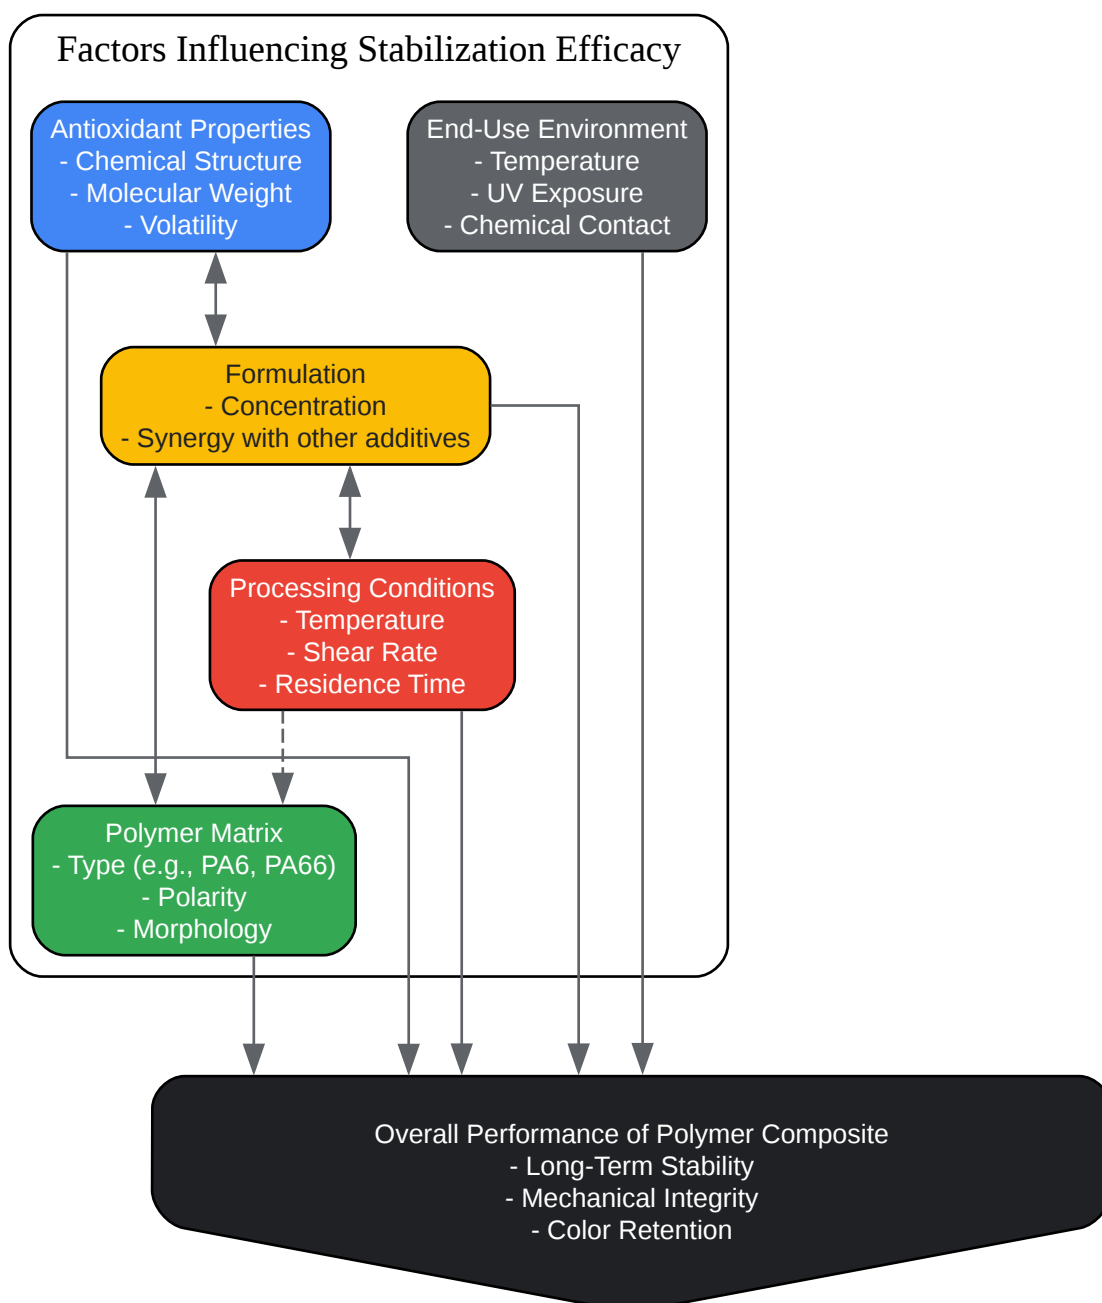 Factors Influencing Stabilization Efficacy
Antioxidant Properties
- Chemical Structure
- Molecular Weight
- Volatility
End-Use Environment
- Temperature
- UV Exposure
- Chemical Contact
Formulation
- Concentration
- Synergy with other additives
Processing Conditions
- Temperature
- Shear Rate
- Residence Time
Polymer Matrix
- Type (e.g., PA6, PA66)
- Polarity
- Morphology
Overall Performance of Polymer Composite
- Long-Term Stability
- Mechanical Integrity
- Color Retention